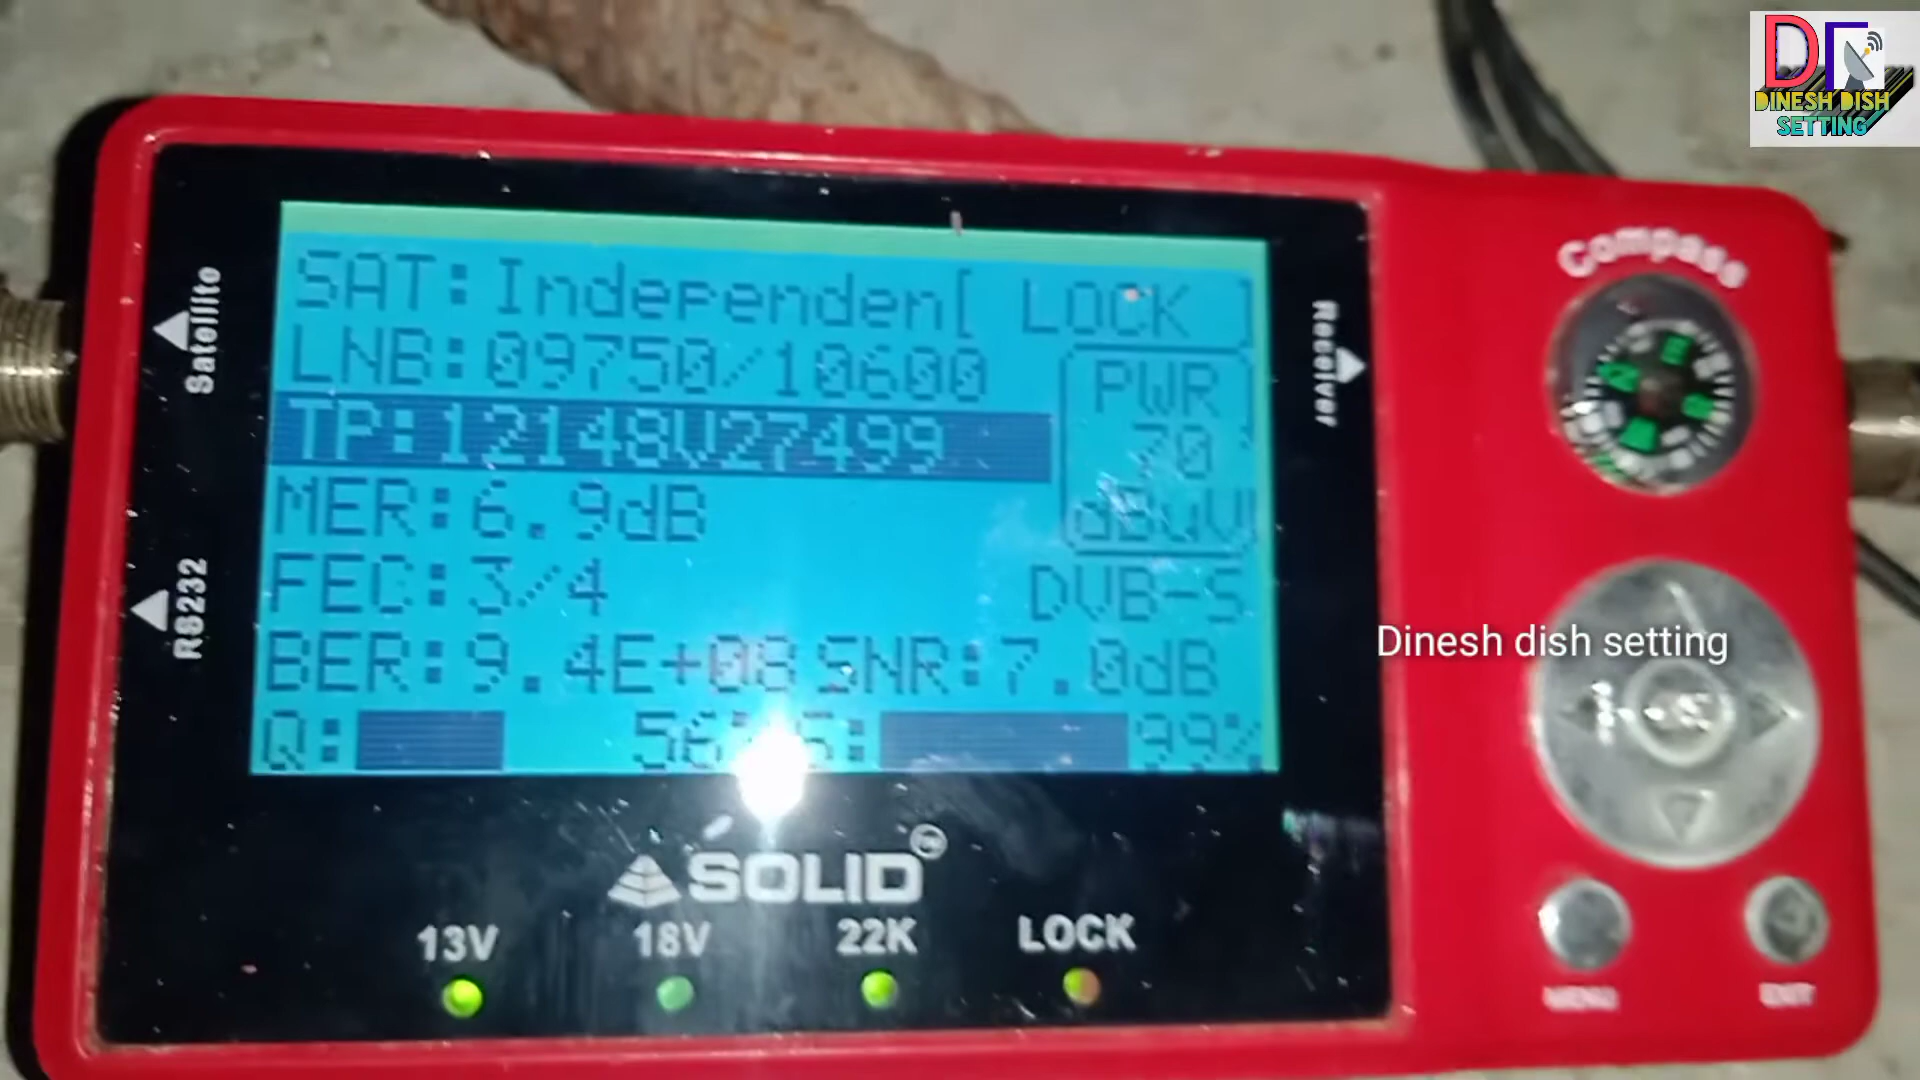 DINESH DISH
SETTING
Compass
Satellite
Receiver
RS232
SAT:Independen[ LOCK ]
LNB:09750/10600
PWR
TP:12148V27499
70
MER:6.9dB
dBuV
FEC:3/4
DVB-S
BER:9.4E+08 SNR:7.0dB
Q: 56% S: 99%
Dinesh dish setting
SOLID
13V 18V 22K LOCK
MENU
EXIT